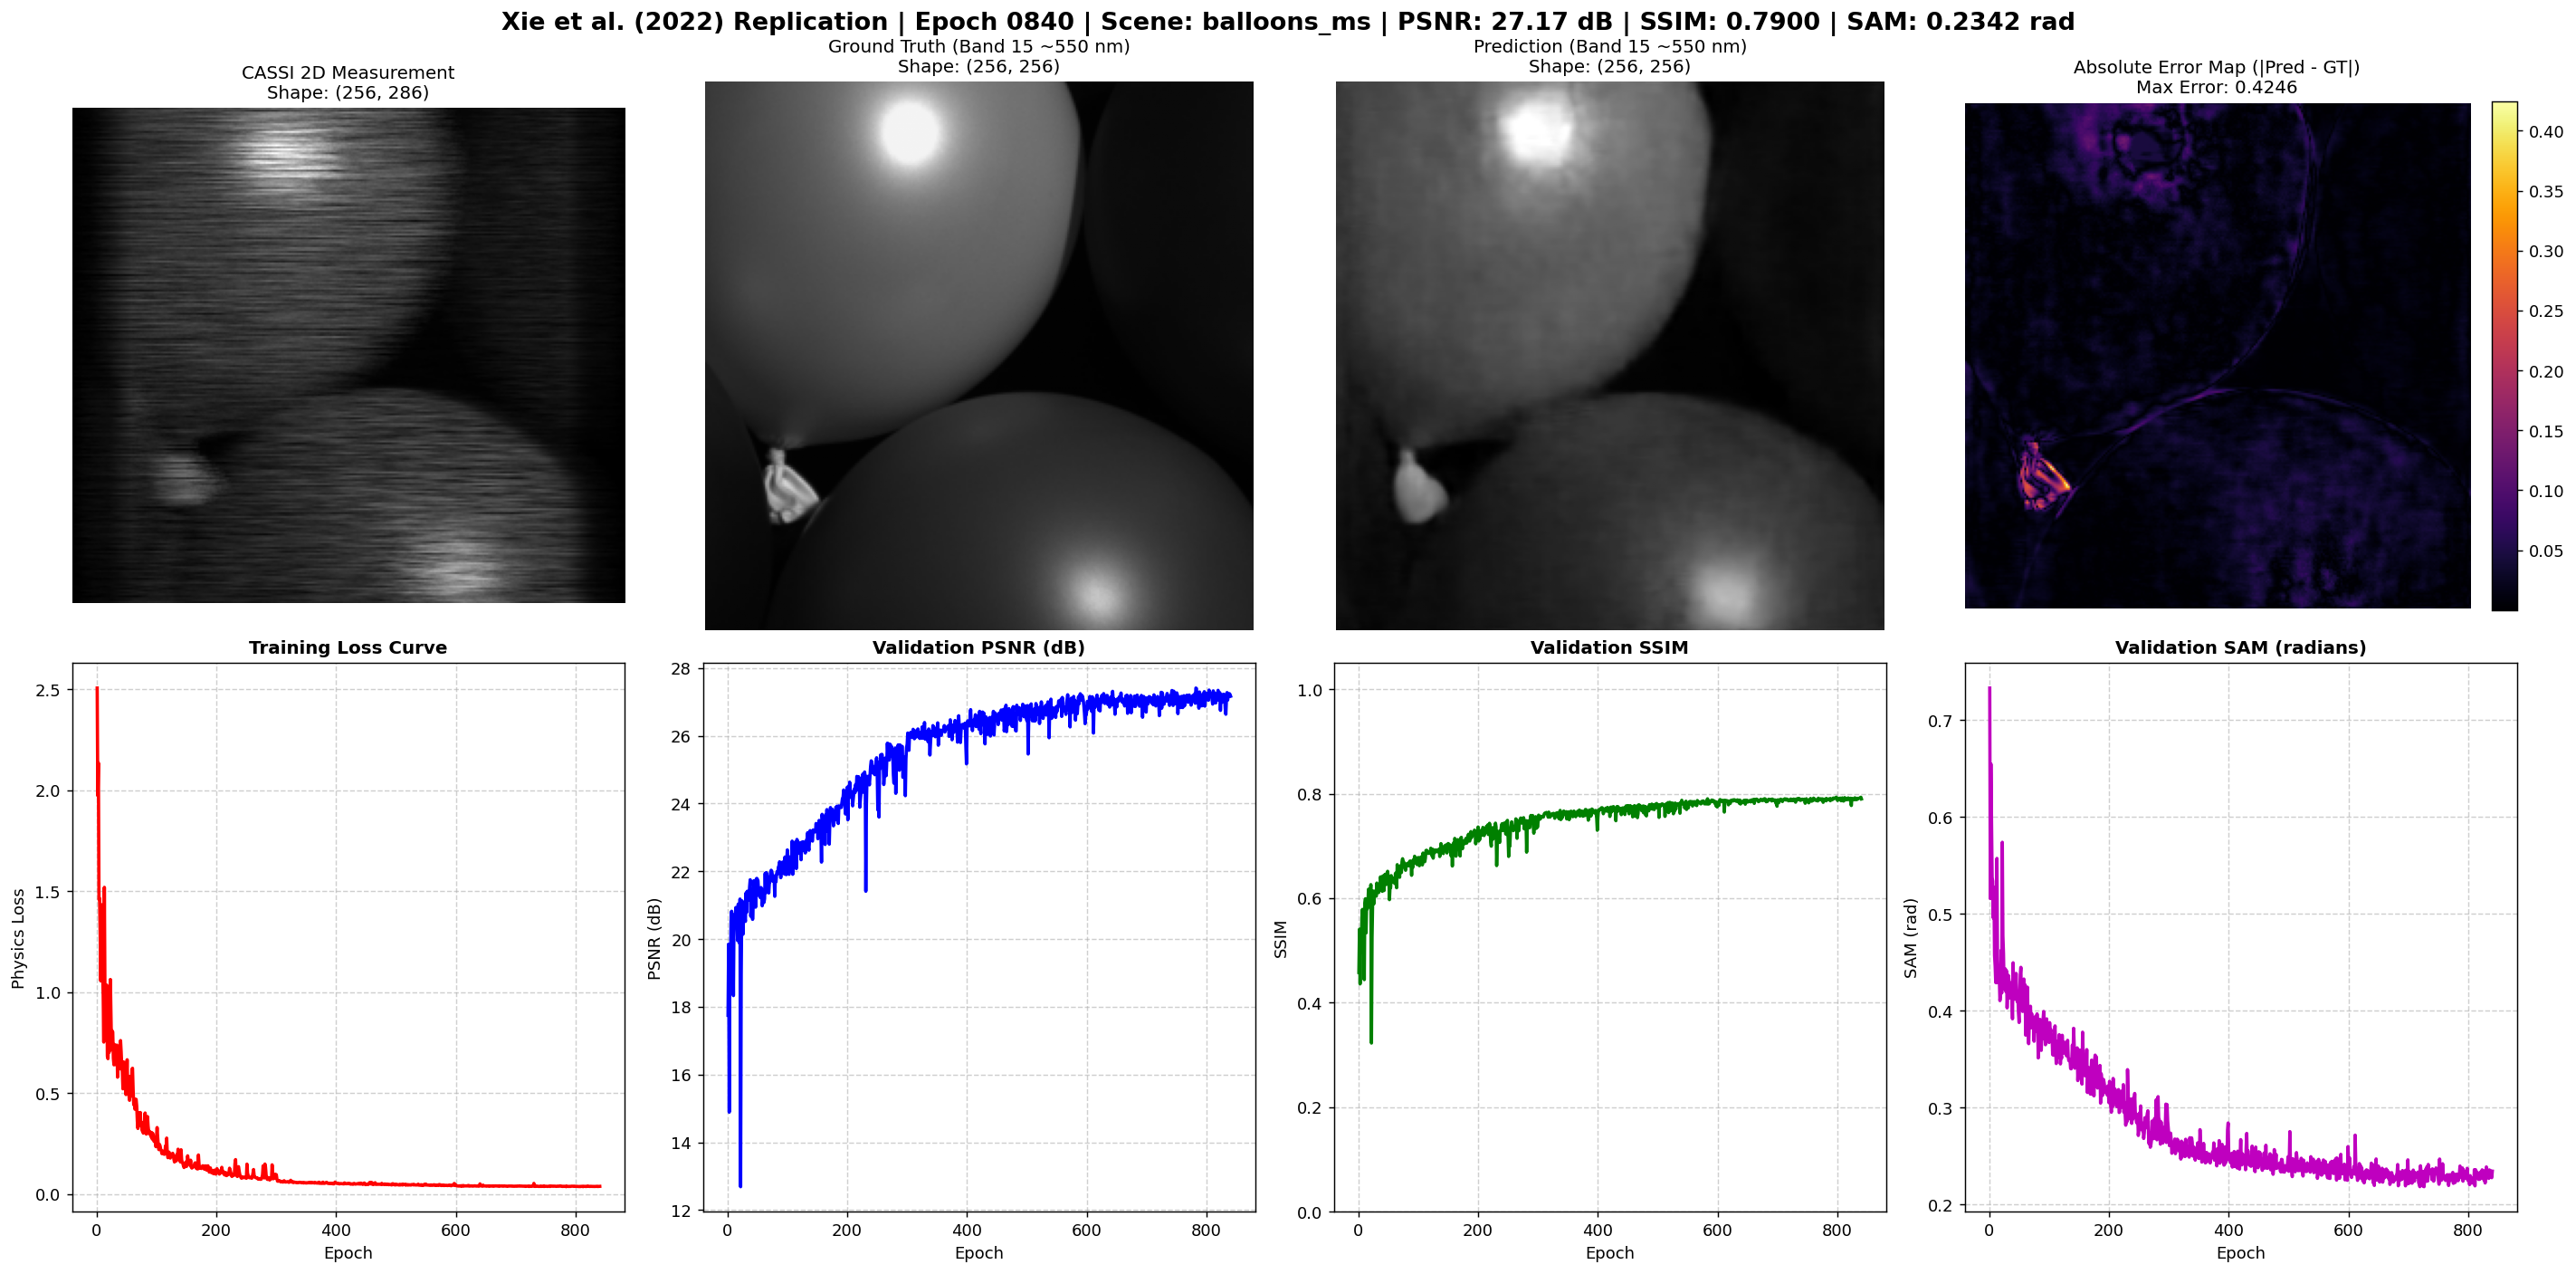 Xie et al. (2022) Replication | Epoch 0840 | Scene: balloons_ms | PSNR: 27.17 dB | SSIM: 0.7900 | SAM: 0.2342 rad
CASSI 2D Measurement
Shape: (256, 286)
Ground Truth (Band 15 ~550 nm)
Shape: (256, 256)
Prediction (Band 15 ~550 nm)
Shape: (256, 256)
Absolute Error Map (|Pred - GT|)
Max Error: 0.4246
0.40
0.35
0.30
0.25
0.20
0.15
0.10
0.05
Training Loss Curve
Physics Loss
2.5
2.0
1.5
1.0
0.5
0.0
0 200 400 600 800
Epoch
Validation PSNR (dB)
PSNR (dB)
28
26
24
22
20
18
16
14
12
0 200 400 600 800
Epoch
Validation SSIM
SSIM
1.0
0.8
0.6
0.4
0.2
0.0
0 200 400 600 800
Epoch
Validation SAM (radians)
SAM (rad)
0.7
0.6
0.5
0.4
0.3
0.2
0 200 400 600 800
Epoch